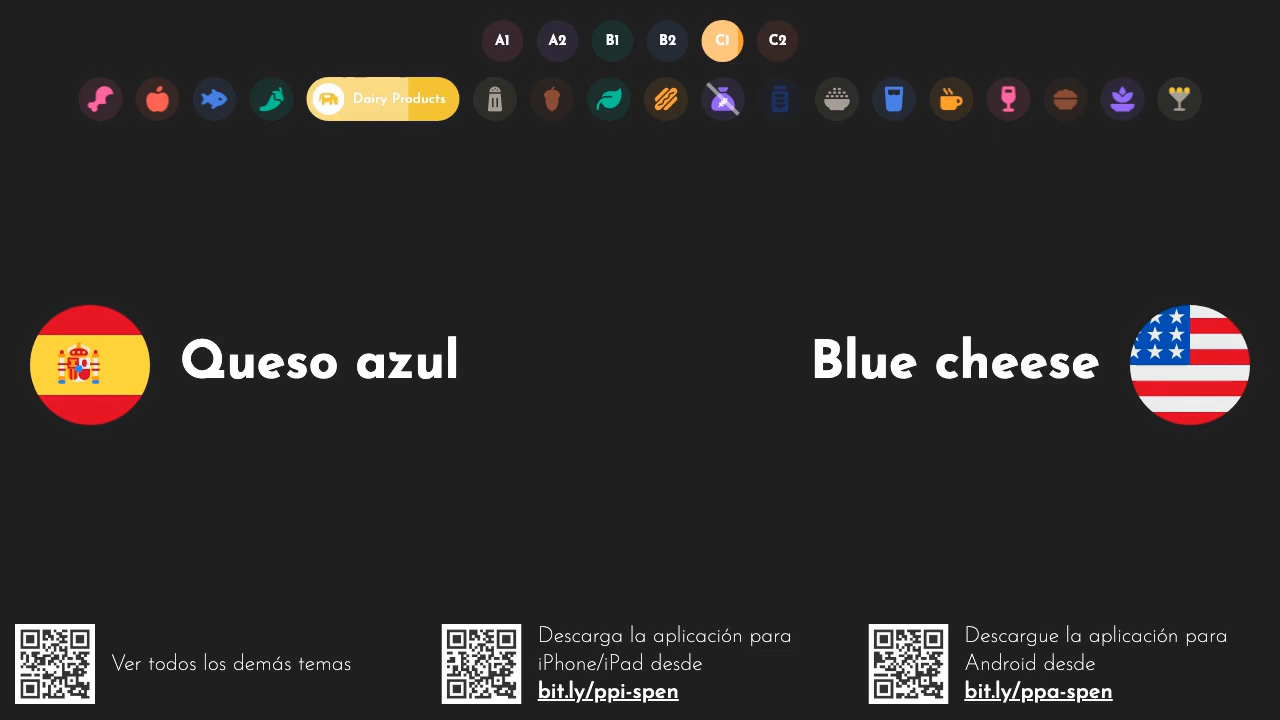 A1 A2 B1 B2 C1 C2
Dairy Products
Queso azul
Blue cheese
Ver todos los demás temas
Descarga la aplicación para
iPhone/iPad desde
bit.ly/ppi-spen
Descargue la aplicación para
Android desde
bit.ly/ppa-spen